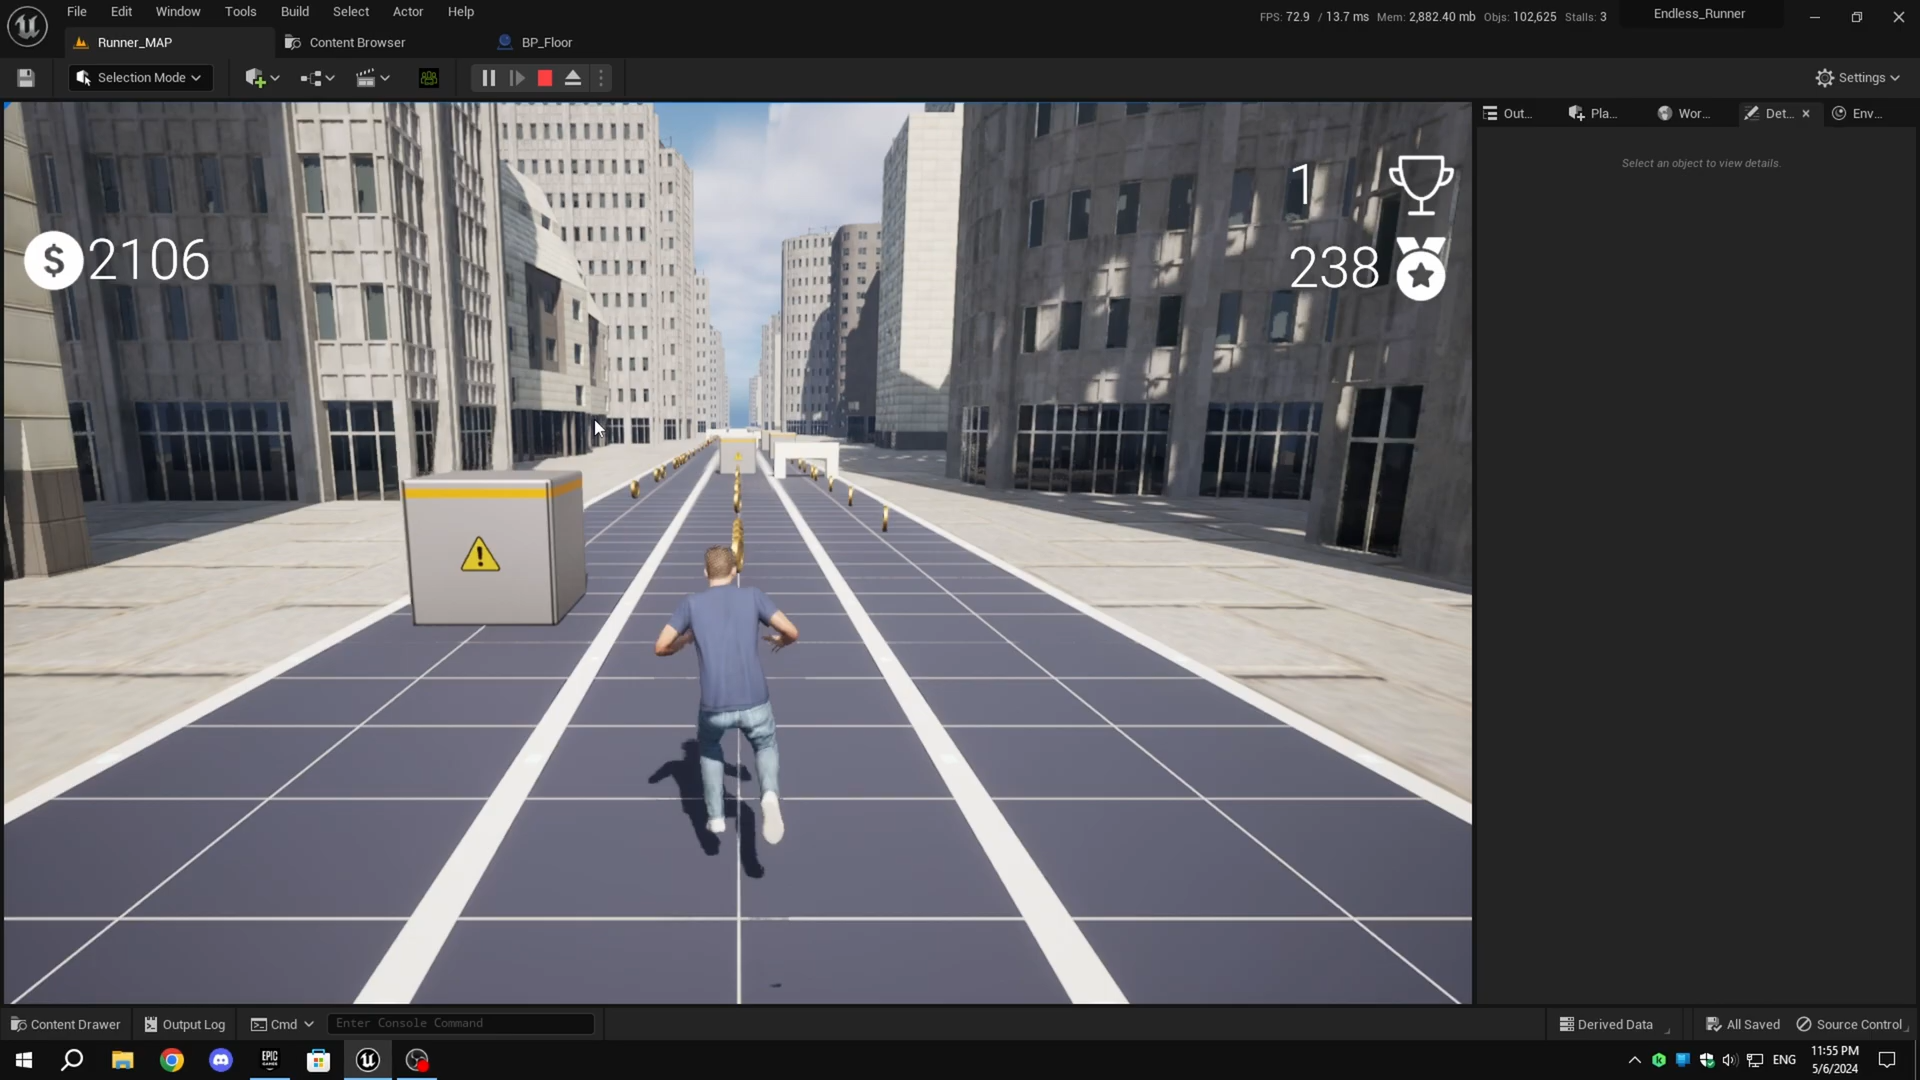 File Edit Window Tools Build Select Actor Help
FPS: 72.9 / 13.7 ms Mem: 2,882.40 mb Objs: 102,625 Stalls: 3
Endless_Runner
Runner_MAP
Content Browser
BP_Floor
Selection Mode
Settings
Out...
Pla...
Wor...
Det...
Env...
Select an object to view details.
1
$ 2106
238
!
Content Drawer
Output Log
Cmd
Enter Console Command
Derived Data
All Saved
Source Control
EPIC GAMES
ENG
11:55 PM
5/6/2024